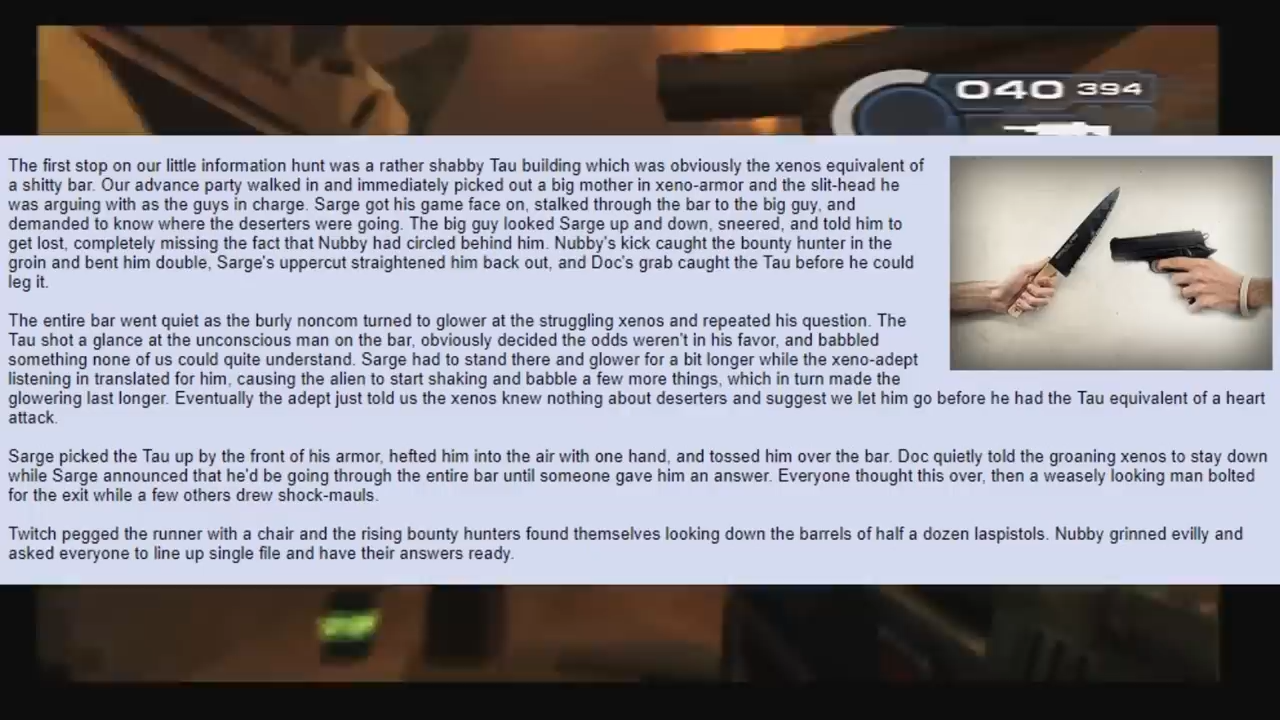 040 394
The first stop on our little information hunt was a rather shabby Tau building which was obviously the xenos equivalent of
a shitty bar. Our advance party walked in and immediately picked out a big mother in xeno-armor and the slit-head he
was arguing with as the guys in charge. Sarge got his game face on, stalked through the bar to the big guy, and
demanded to know where the deserters were going. The big guy looked Sarge up and down, sneered, and told him to
get lost, completely missing the fact that Nubby had circled behind him. Nubby's kick caught the bounty hunter in the
groin and bent him double, Sarge's uppercut straightened him back out, and Doc's grab caught the Tau before he could
leg it.
The entire bar went quiet as the burly noncom turned to glower at the struggling xenos and repeated his question. The
Tau shot a glance at the unconscious man on the bar, obviously decided the odds weren't in his favor, and babbled
something none of us could quite understand. Sarge had to stand there and glower for a bit longer while the xeno-adept
listening in translated for him, causing the alien to start shaking and babble a few more things, which in turn made the
glowering last longer. Eventually the adept just told us the xenos knew nothing about deserters and suggest we let him go before he had the Tau equivalent of a heart
attack.
Sarge picked the Tau up by the front of his armor, hefted him into the air with one hand, and tossed him over the bar. Doc quietly told the groaning xenos to stay down
while Sarge announced that he'd be going through the entire bar until someone gave him an answer. Everyone thought this over, then a weasely looking man bolted
for the exit while a few others drew shock-mauls.
Twitch pegged the runner with a chair and the rising bounty hunters found themselves looking down the barrels of half a dozen laspistols. Nubby grinned evilly and
asked everyone to line up single file and have their answers ready.